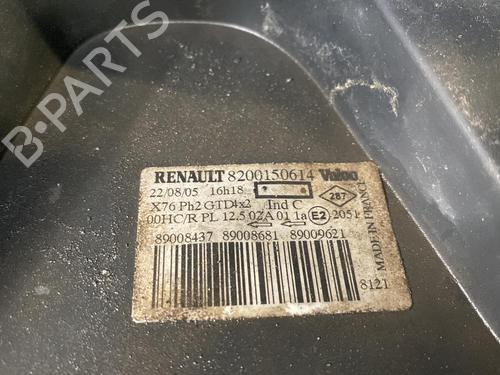 B-PARTS
RENAULT 8200150614 Valeo
22/08/05 16h18
X76 Ph2 GTD4x2 Ind C 287
00HC/R PL 12.5 02A 01 1a E2 2051
89008437 89008681 89009621
8121
MADE IN FRANCE